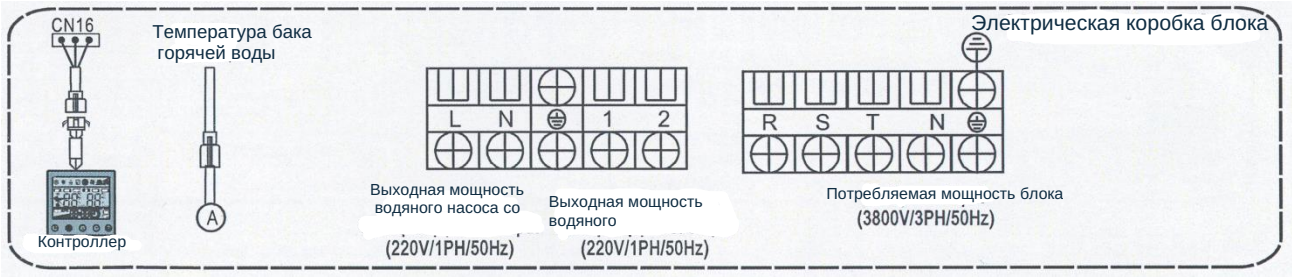 CN16
Температура бака
горячей воды
Электрическая коробка блока
L N 1 2
R S T N
A
Контроллер
Выходная мощность
водяного насоса со
(220V/1PH/50Hz)
Выходная мощность
водяного
(220V/1PH/50Hz)
Потребляемая мощность блока
(3800V/3PH/50Hz)